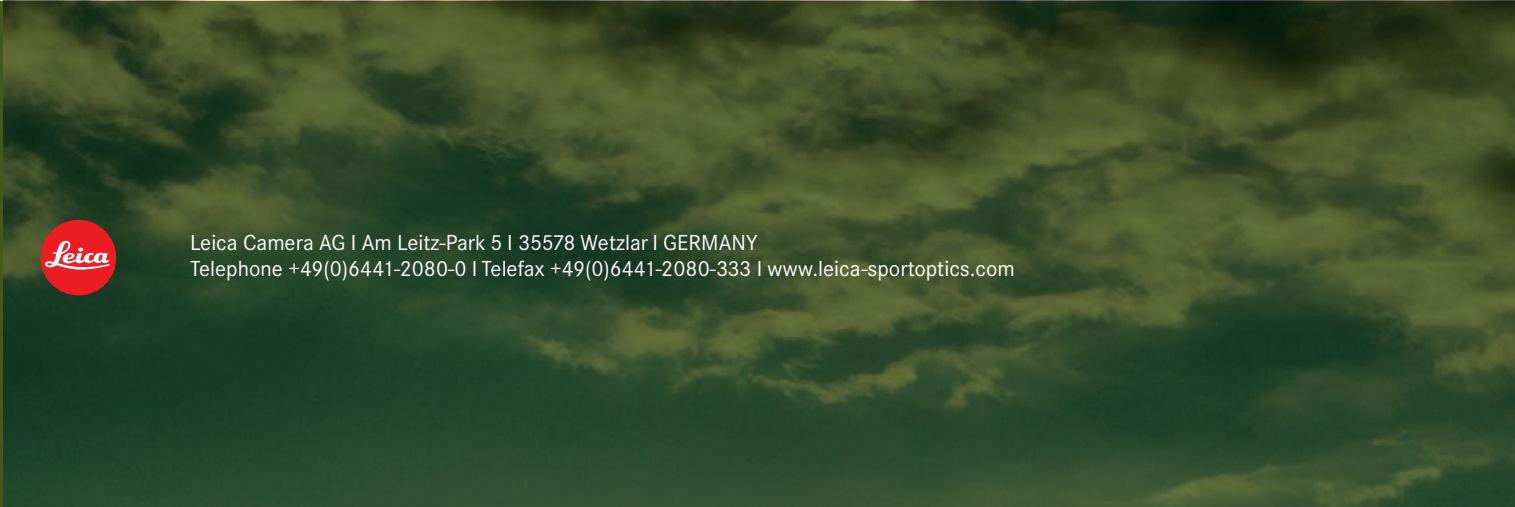 Leica
Leica Camera AG I Am Leitz-Park 5 I 35578 Wetzlar I GERMANY
Telephone +49(0)6441-2080-0 I Telefax +49(0)6441-2080-333 I www.leica-sportoptics.com